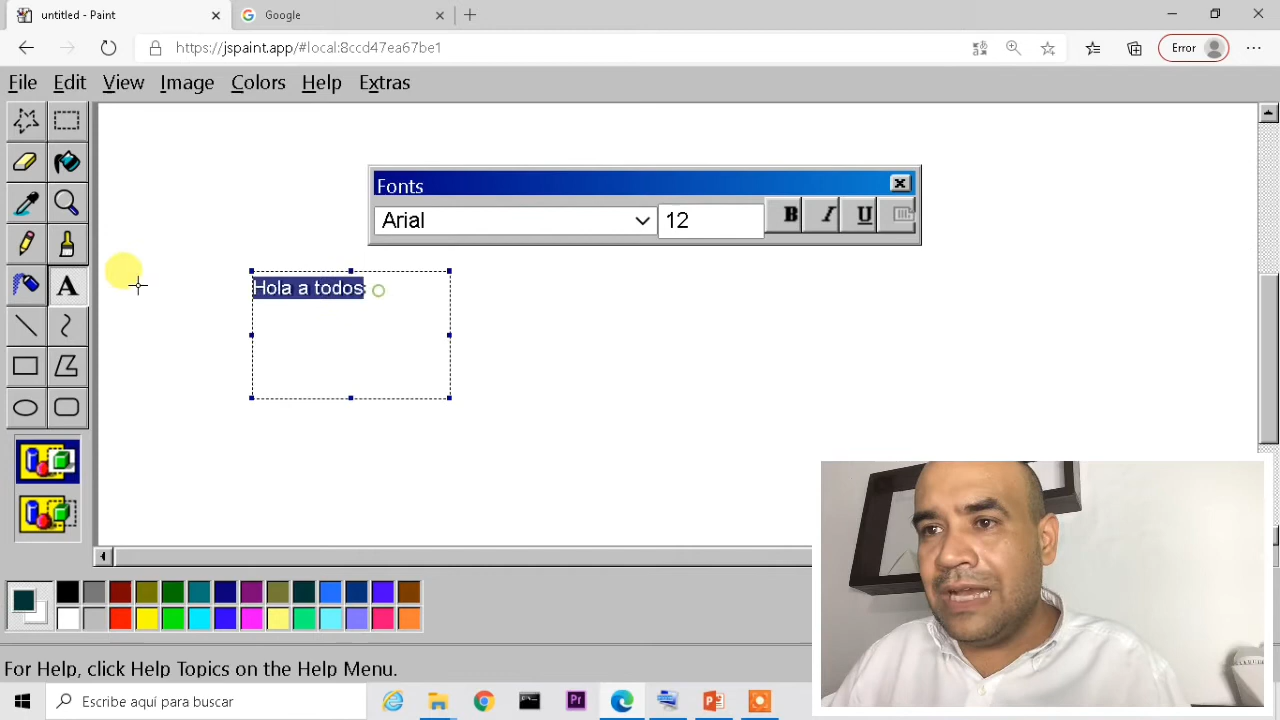 untitled - Paint
Google
https://jspaint.app/#local:8ccd47ea67be1
Error
File Edit View Image Colors Help Extras
Fonts
Arial 12 B I U
A
Hola a todos
For Help, click Help Topics on the Help Menu.
Escribe aquí para buscar
Pr